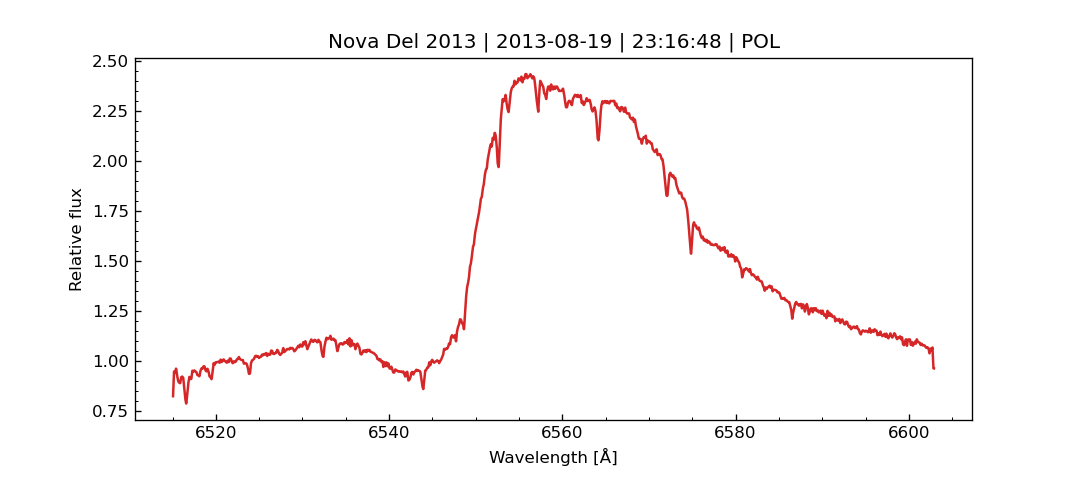 Nova Del 2013 | 2013-08-19 | 23:16:48 | POL
2.50
2.25
2.00
1.75
1.50
1.25
1.00
0.75
Relative flux
6520 6540 6560 6580 6600
Wavelength [Å]